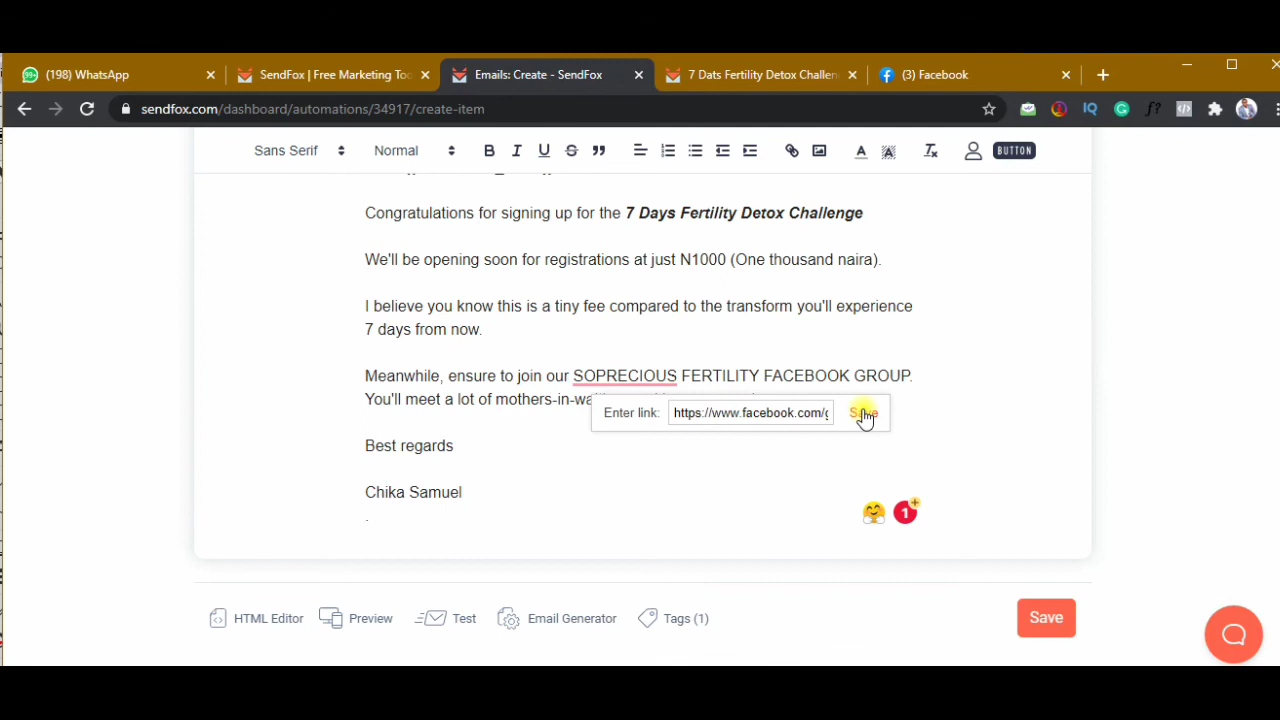 (198) WhatsApp
SendFox | Free Marketing Too
Emails: Create - SendFox
7 Dats Fertility Detox Challen
(3) Facebook
sendfox.com/dashboard/automations/34917/create-item
Sans Serif
Normal
B I U S
BUTTON
Congratulations for signing up for the 7 Days Fertility Detox Challenge
We'll be opening soon for registrations at just N1000 (One thousand naira).
I believe you know this is a tiny fee compared to the transform you'll experience
7 days from now.
Meanwhile, ensure to join our SOPRECIOUS FERTILITY FACEBOOK GROUP.
You'll meet a lot of mothers-in-wa
Enter link: https://www.facebook.com/g Save
Best regards
Chika Samuel
.
1
HTML Editor
Preview
Test
Email Generator
Tags (1)
Save